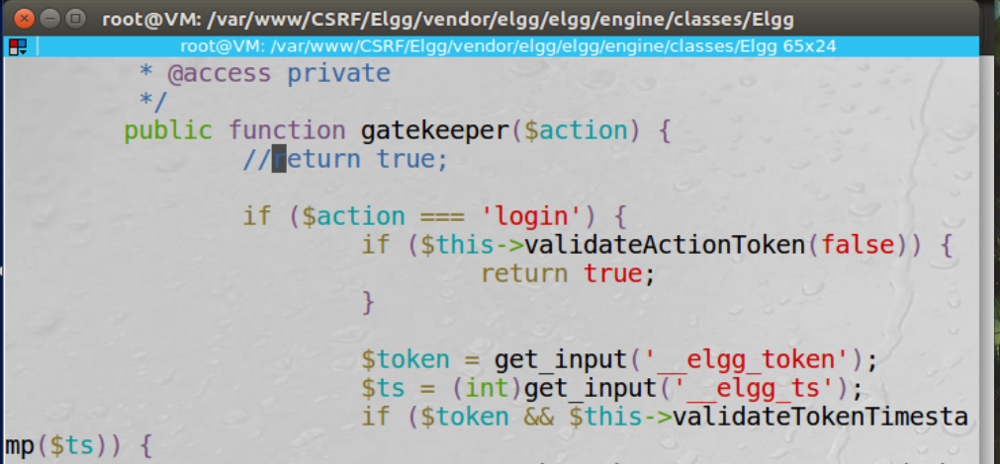 root@VM: /var/www/CSRF/Elgg/vendor/elgg/elgg/engine/classes/Elgg
root@VM: /var/www/CSRF/Elgg/vendor/elgg/elgg/engine/classes/Elgg 65x24
* @access private
*/
public function gatekeeper($action) {
//return true;
if ($action === 'login') {
if ($this->validateActionToken(false)) {
return true;
}
$token = get_input('__elgg_token');
$ts = (int)get_input('__elgg_ts');
if ($token && $this->validateTokenTimesta
mp($ts)) {